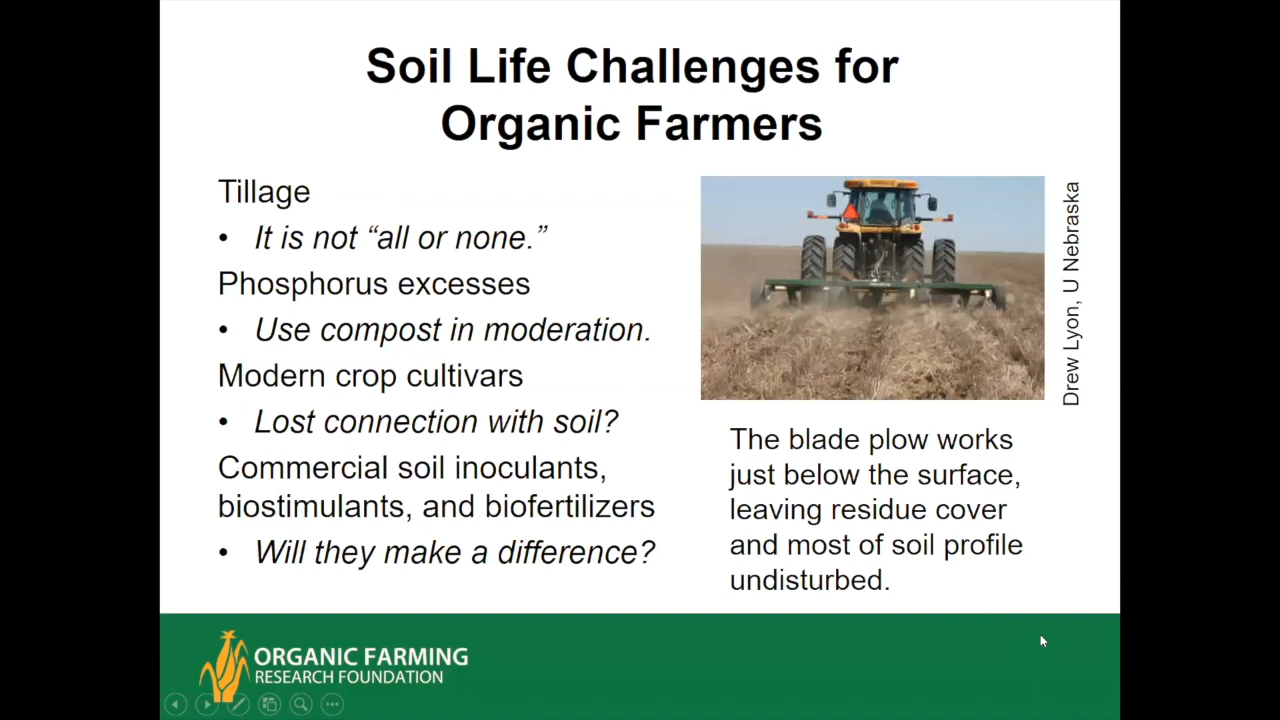 Soil Life Challenges for
Organic Farmers
Tillage
• It is not “all or none.”
Phosphorus excesses
• Use compost in moderation.
Modern crop cultivars
• Lost connection with soil?
Commercial soil inoculants,
biostimulants, and biofertilizers
• Will they make a difference?
Drew Lyon, U Nebraska
The blade plow works
just below the surface,
leaving residue cover
and most of soil profile
undisturbed.
ORGANIC FARMING
RESEARCH FOUNDATION